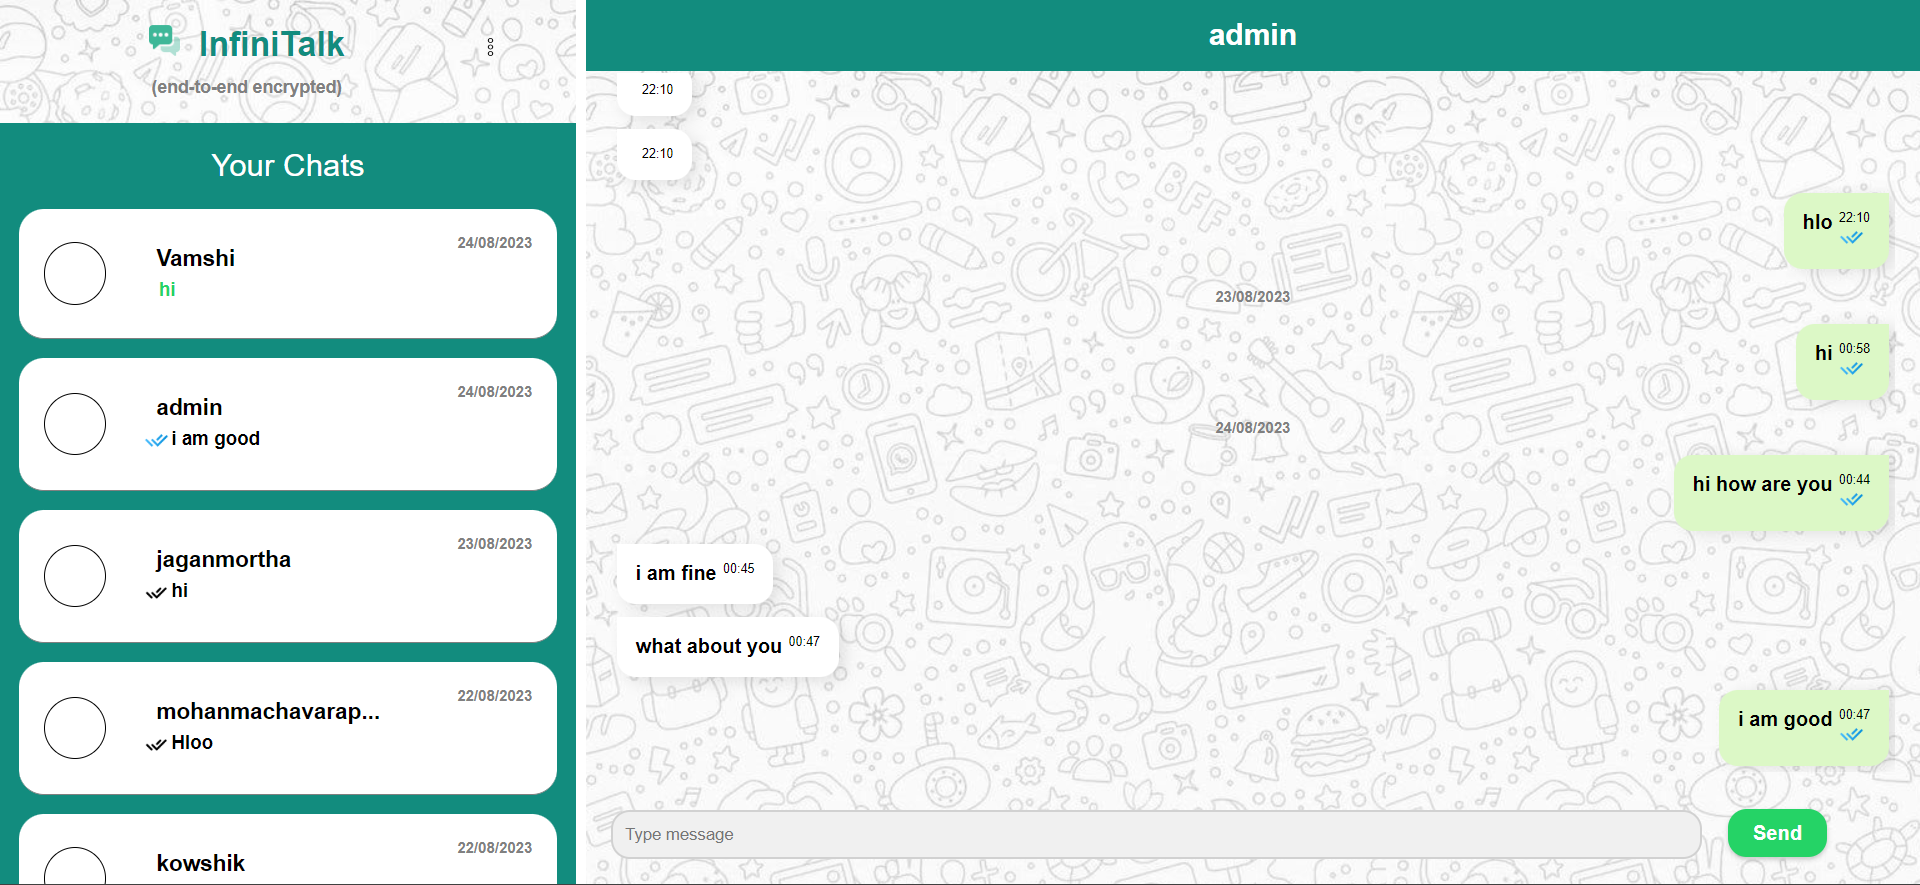 InfiniTalk
(end-to-end encrypted)
Your Chats
Vamshi
24/08/2023
hi
admin
24/08/2023
i am good
jaganmortha
23/08/2023
hi
mohanmachavarap...
22/08/2023
Hloo
kowshik
22/08/2023
admin
22:10
22:10
hlo 22:10
23/08/2023
hi 00:58
24/08/2023
hi how are you 00:44
i am fine 00:45
what about you 00:47
i am good 00:47
Type message
Send